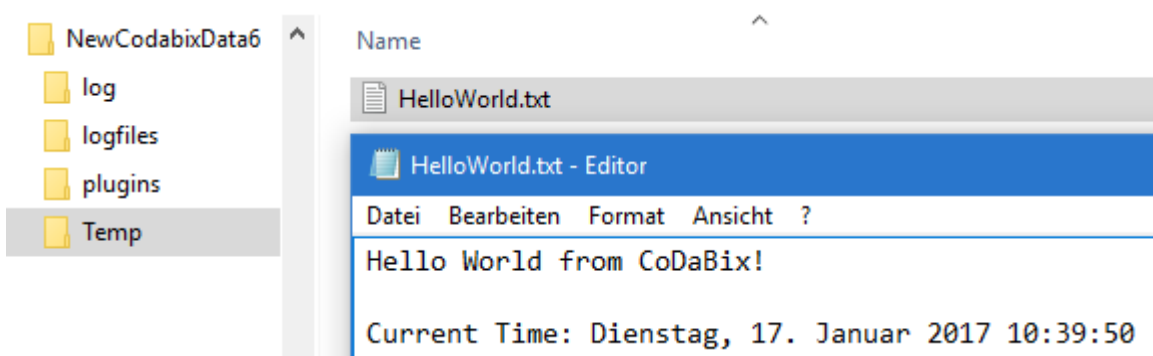 NewCodabixData6
log
logfiles
plugins
Temp
Name
HelloWorld.txt
HelloWorld.txt - Editor
Datei Bearbeiten Format Ansicht ?
Hello World from CoDaBix!
Current Time: Dienstag, 17. Januar 2017 10:39:50